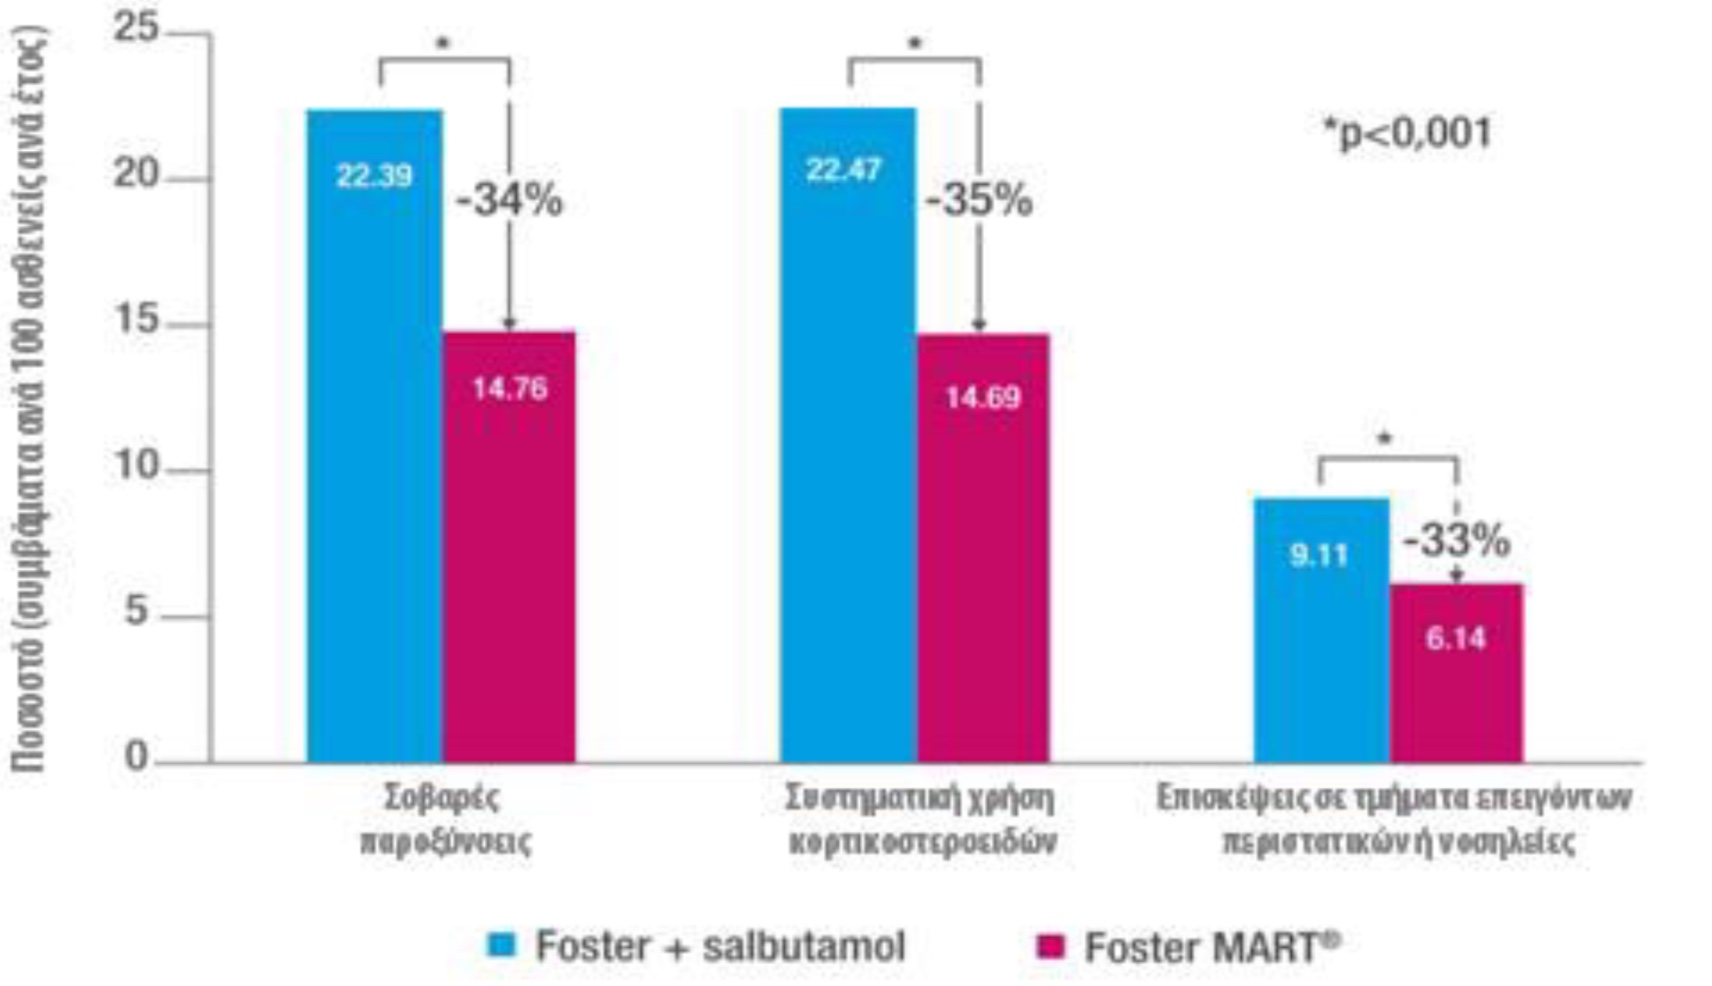 Ποσοστό (συμβάματα ανά 100 ασθενείς ανά έτος)
25
20
15
10
5
0
*
*
*
22.39
-34%
14.76
22.47
-35%
14.69
9.11
-33%
6.14
*p<0,001
Σοβαρές
παροξύνσεις
Συστηματική χρήση
κορτικοστεροειδών
Επισκέψεις σε τμήματα επειγόντων
περιστατικών ή νοσηλείες
Foster + salbutamol
Foster MART®